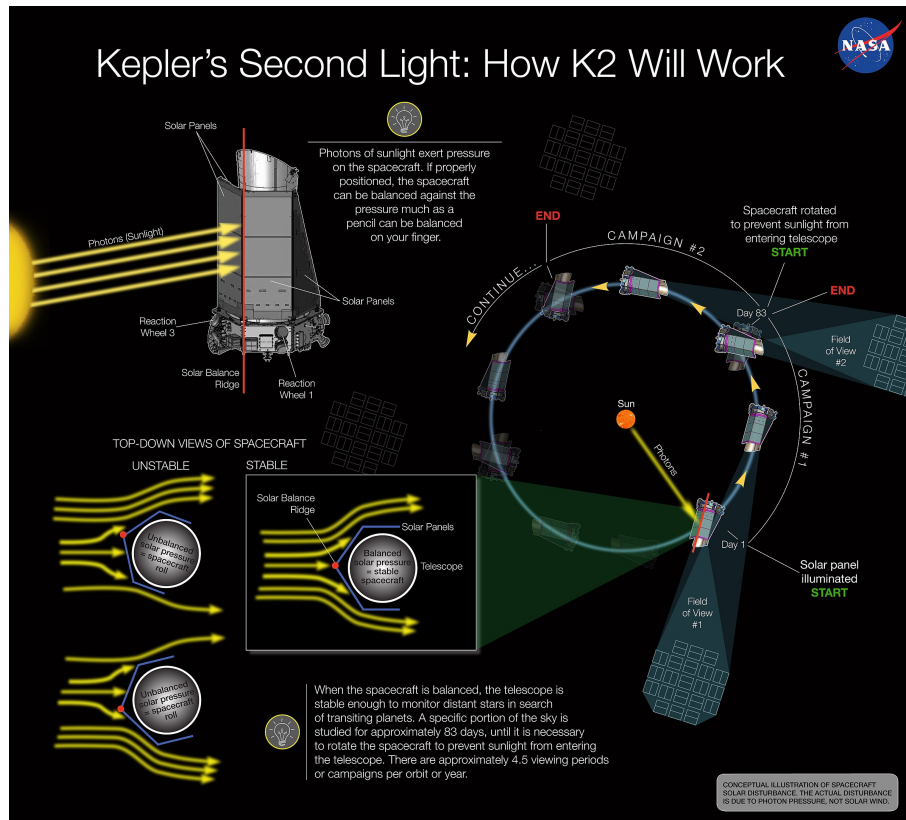 NASA
Kepler's Second Light: How K2 Will Work
Solar Panels
Photons (Sunlight)
Solar Panels
Reaction
Wheel 3
Solar Balance
Ridge
Reaction
Wheel 1
Photons of sunlight exert pressure
on the spacecraft. If properly
positioned, the spacecraft
can be balanced against the
pressure much as a
pencil can be balanced
on your finger.
END
CAMPAIGN #2
CONTINUE...
Spacecraft rotated
to prevent sunlight from
entering telescope
START
END
Day 83
Field
of View
#2
CAMPAIGN #1
Sun
Photons
Day 1
Solar panel
illuminated
START
Field
of View
#1
TOP-DOWN VIEWS OF SPACECRAFT
UNSTABLE
Unbalanced
solar pressure
= spacecraft
roll
Unbalanced
solar pressure
= spacecraft
roll
STABLE
Solar Balance
Ridge
Solar Panels
Balanced
solar pressure
= stable
spacecraft
Telescope
When the spacecraft is balanced, the telescope is
stable enough to monitor distant stars in search
of transiting planets. A specific portion of the sky is
studied for approximately 83 days, until it is necessary
to rotate the spacecraft to prevent sunlight from entering
the telescope. There are approximately 4.5 viewing periods
or campaigns per orbit or year.
CONCEPTUAL ILLUSTRATION OF SPACECRAFT
SOLAR DISTURBANCE. THE ACTUAL DISTURBANCE
IS DUE TO PHOTON PRESSURE, NOT SOLAR WIND.